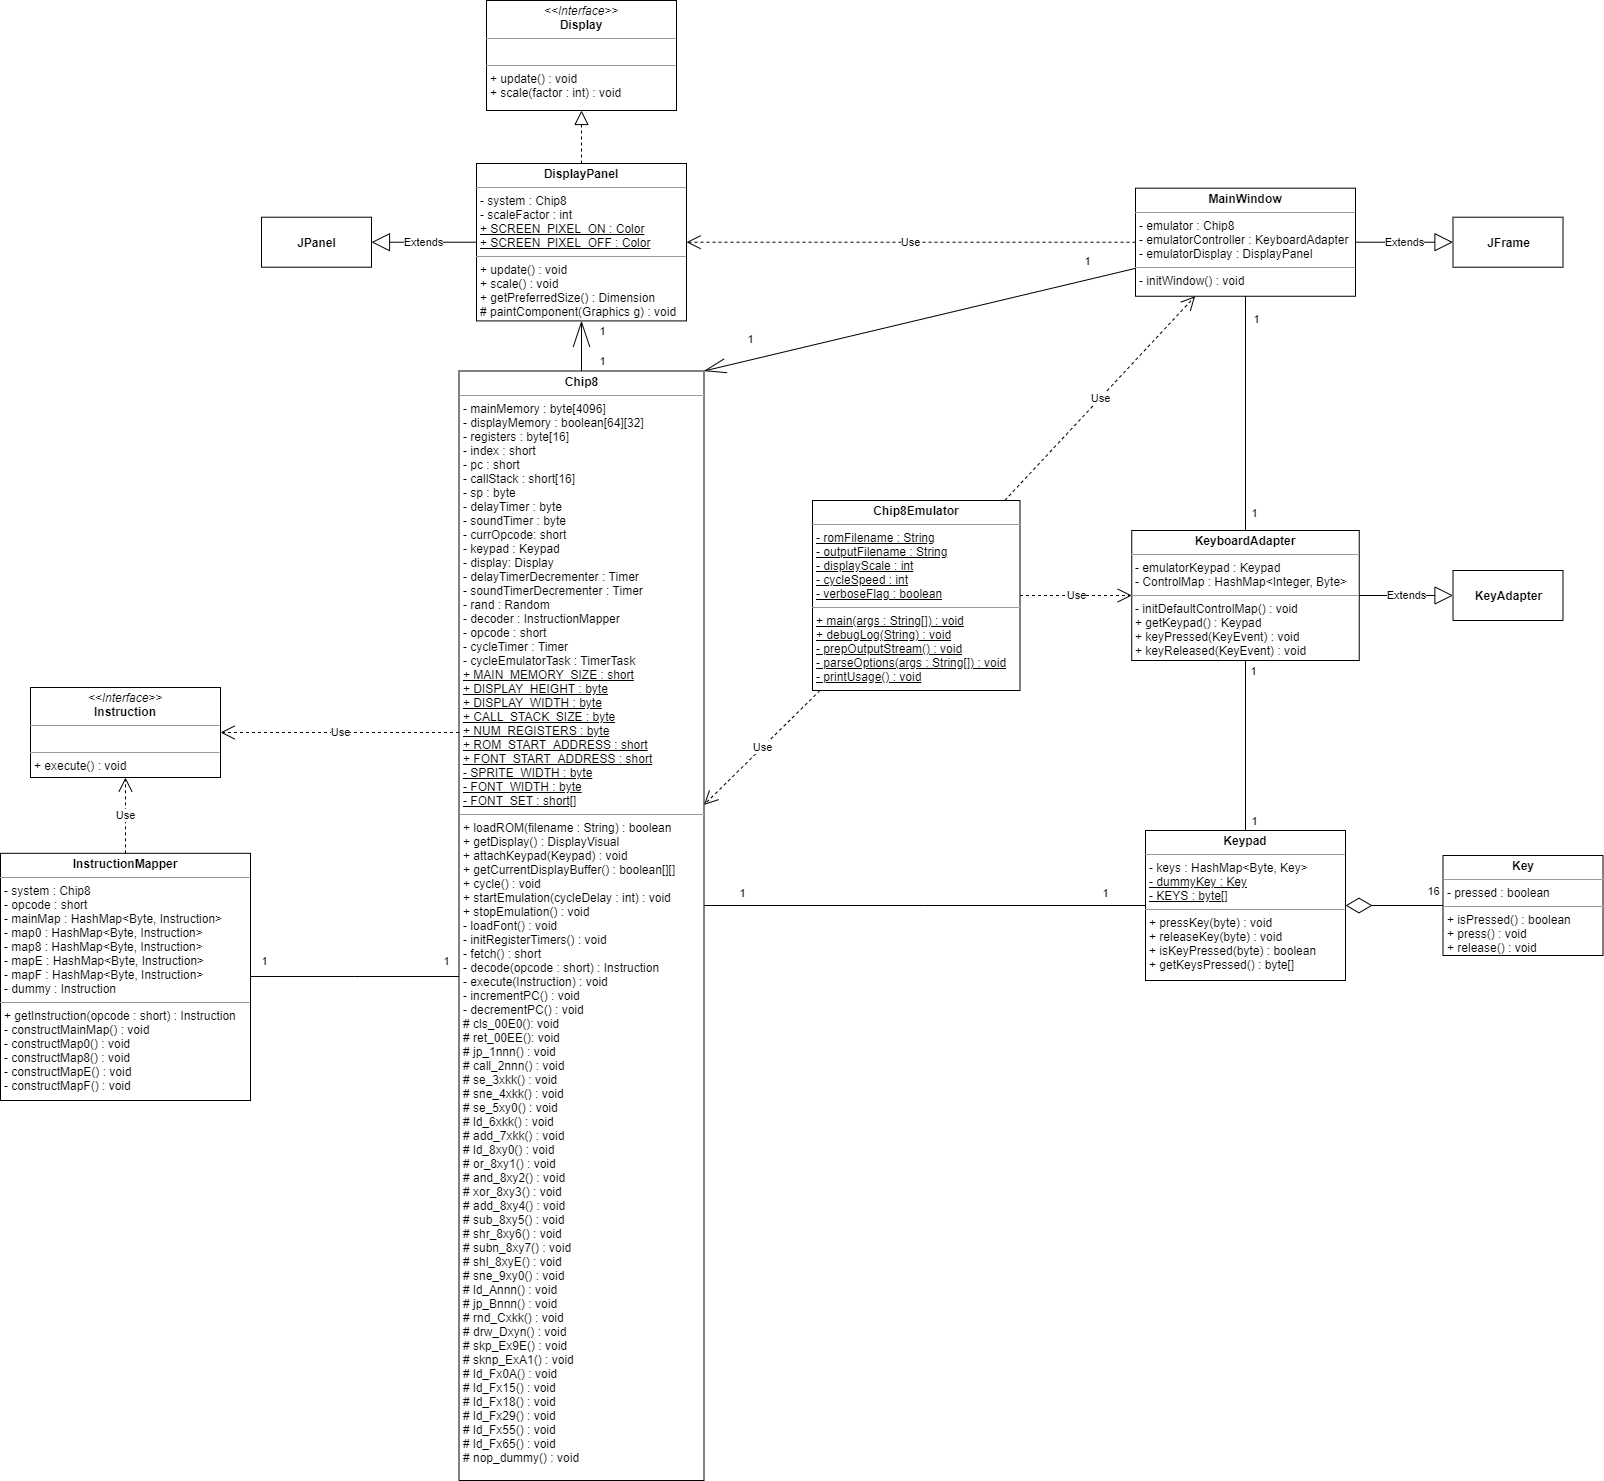 <<Interface>>
Display
+ update() : void
+ scale(factor : int) : void
DisplayPanel
- system : Chip8
- scaleFactor : int
+ SCREEN_PIXEL_ON : Color
+ SCREEN_PIXEL_OFF : Color
+ update() : void
+ scale() : void
+ getPreferredSize() : Dimension
# paintComponent(Graphics g) : void
JPanel
Extends
Use
MainWindow
- emulator : Chip8
- emulatorController : KeyboardAdapter
- emulatorDisplay : DisplayPanel
- initWindow() : void
Extends
JFrame
1
1
1
1
1
Chip8
- mainMemory : byte[4096]
- displayMemory : boolean[64][32]
- registers : byte[16]
- index : short
- pc : short
- callStack : short[16]
- sp : byte
- delayTimer : byte
- soundTimer : byte
- currOpcode: short
- keypad : Keypad
- display: Display
- delayTimerDecrementer : Timer
- soundTimerDecrementer : Timer
- rand : Random
- decoder : InstructionMapper
- opcode : short
- cycleTimer : Timer
- cycleEmulatorTask : TimerTask
+ MAIN_MEMORY_SIZE : short
+ DISPLAY_HEIGHT : byte
+ DISPLAY_WIDTH : byte
+ CALL_STACK_SIZE : byte
+ NUM_REGISTERS : byte
+ ROM_START_ADDRESS : short
+ FONT_START_ADDRESS : short
- SPRITE_WIDTH : byte
- FONT_WIDTH : byte
- FONT_SET : short[]
+ loadROM(filename : String) : boolean
+ getDisplay() : DisplayVisual
+ attachKeypad(Keypad) : void
+ getCurrentDisplayBuffer() : boolean[][]
+ cycle() : void
+ startEmulation(cycleDelay : int) : void
+ stopEmulation() : void
- loadFont() : void
- initRegisterTimers() : void
- fetch() : short
- decode(opcode : short) : Instruction
- execute(Instruction) : void
- incrementPC() : void
- decrementPC() : void
# cls_00E0(): void
# ret_00EE() : void
# jp_1nnn() : void
# call_2nnn() : void
# se_3xkk() : void
# sne_4xkk() : void
# se_5xy0() : void
# ld_6xkk() : void
# add_7xkk() : void
# ld_8xy0() : void
# or_8xy1() : void
# and_8xy2() : void
# xor_8xy3() : void
# add_8xy4() : void
# sub_8xy5() : void
# shr_8xy6() : void
# subn_8xy7() : void
# shl_8xyE() : void
# sne_9xy0() : void
# ld_Annn() : void
# jp_Bnnn() : void
# rnd_Cxkk() : void
# drw_Dxyn() : void
# skp_Ex9E() : void
# sknp_ExA1() : void
# ld_Fx0A() : void
# ld_Fx15() : void
# ld_Fx18() : void
# ld_Fx29() : void
# ld_Fx55() : void
# ld_Fx65() : void
# nop_dummy() : void
Use
Chip8Emulator
- romFilename : String
- outputFilename : String
- displayScale : int
- cycleSpeed : int
- verboseFlag : boolean
+ main(args : String[]) : void
+ debugLog(String) : void
- prepOutputStream() : void
- parseOptions(args : String[]) : void
- printUsage() : void
Use
Use
1
KeyboardAdapter
- emulatorKeypad : Keypad
- ControlMap : HashMap<Integer, Byte>
- initDefaultControlMap() : void
+ getKeypad() : Keypad
+ keyPressed(KeyEvent) : void
+ keyReleased(KeyEvent) : void
Extends
KeyAdapter
1
1
<<Interface>>
Instruction
+ execute() : void
Use
Use
InstructionMapper
- system : Chip8
- opcode : short
- mainMap : HashMap<Byte, Instruction>
- map0 : HashMap<Byte, Instruction>
- map8 : HashMap<Byte, Instruction>
- mapE : HashMap<Byte, Instruction>
- mapF : HashMap<Byte, Instruction>
- dummy : Instruction
+ getInstruction(opcode : short) : Instruction
- constructMainMap() : void
- constructMap0() : void
- constructMap8() : void
- constructMapE() : void
- constructMapF() : void
1
1
1
1
Keypad
- keys : HashMap<Byte, Key>
- dummyKey : Key
- KEYS : byte[]
+ pressKey(byte) : void
+ releaseKey(byte) : void
+ isKeyPressed(byte) : boolean
+ getKeysPressed() : byte[]
16
Key
- pressed : boolean
+ isPressed() : boolean
+ press() : void
+ release() : void